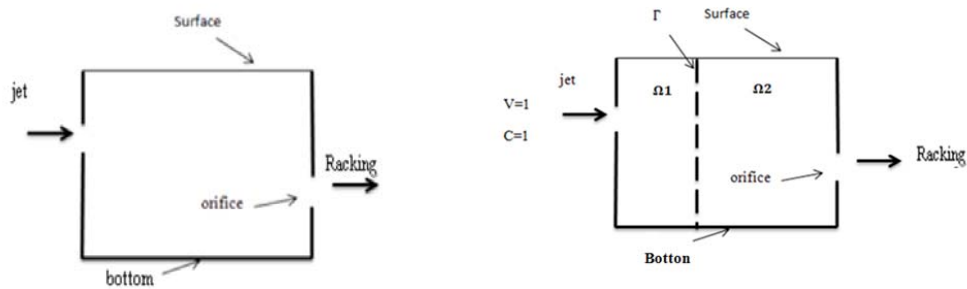 Surface
jet
Racking
orifice
bottom
Γ
Surface
jet
Ω1
Ω2
V=1
C=1
Racking
orifice
Botton